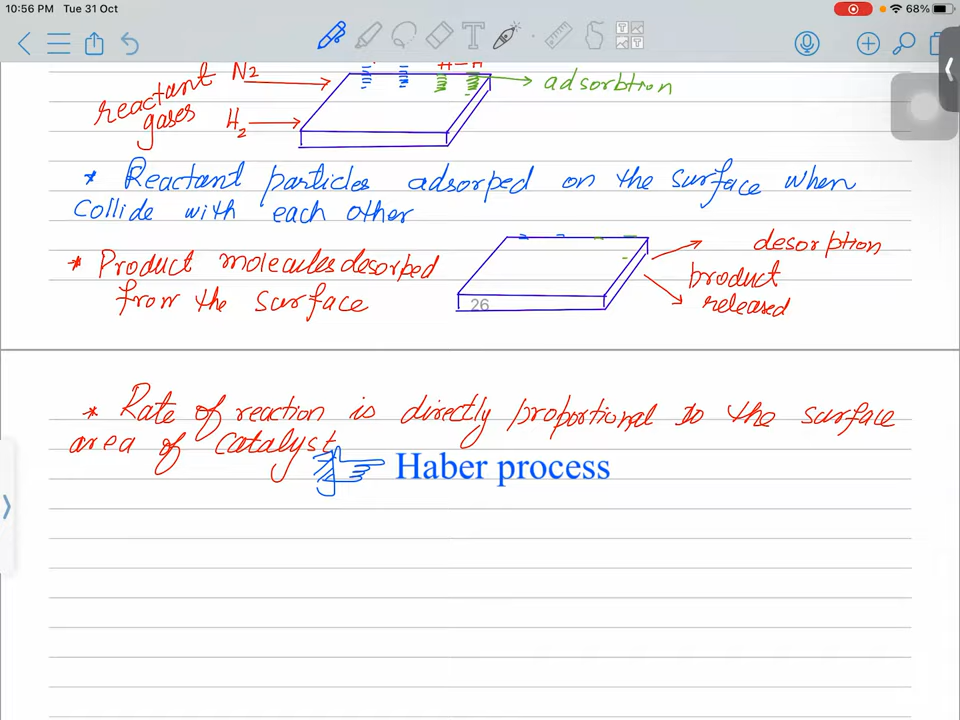 10:56 PM Tue 31 Oct
68%
reactant
gases
N2
H2
H-H
adsorbtion
* Reactant particles adsorped on the surface when
collide with each other
* Product molecules desorped
from the surface
26
desorption
product
released
* Rate of reaction is directly proportional to the surface
area of catalyst
Haber process